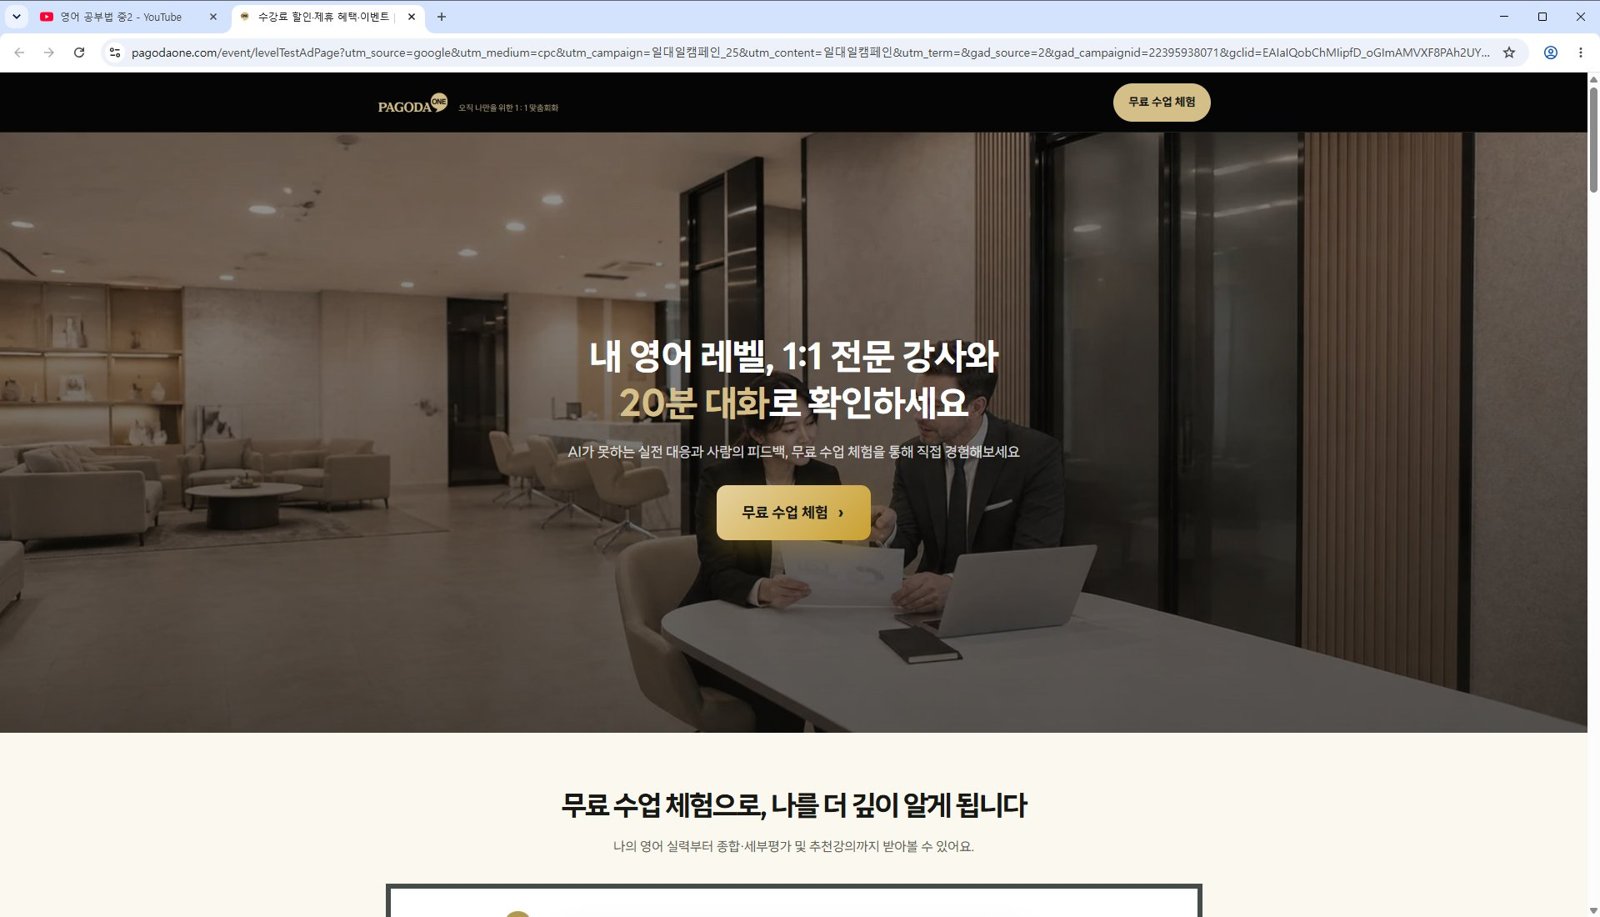 영어 공부법 중2 - YouTube
수강료 할인·제휴 혜택·이벤트 |
pagodaone.com/event/levelTestAdPage?utm_source=google&utm_medium=cpc&utm_campaign=일대일캠페인_25&utm_content=일대일캠페인&utm_term=&gad_source=2&gad_campaignid=22395938071&gclid=EAIaIQobChMIipfD_oGImAMVXF8PAh2UY...
PAGODA ONE
오직 나만을 위한 1:1 맞춤회화
무료 수업 체험
내 영어 레벨, 1:1 전문 강사와
20분 대화로 확인하세요
AI가 못하는 실전 대응과 사람의 피드백, 무료 수업 체험을 통해 직접 경험해보세요
무료 수업 체험 ›
무료 수업 체험으로, 나를 더 깊이 알게 됩니다
나의 영어 실력부터 종합·세부평가 및 추천강의까지 받아볼 수 있어요.